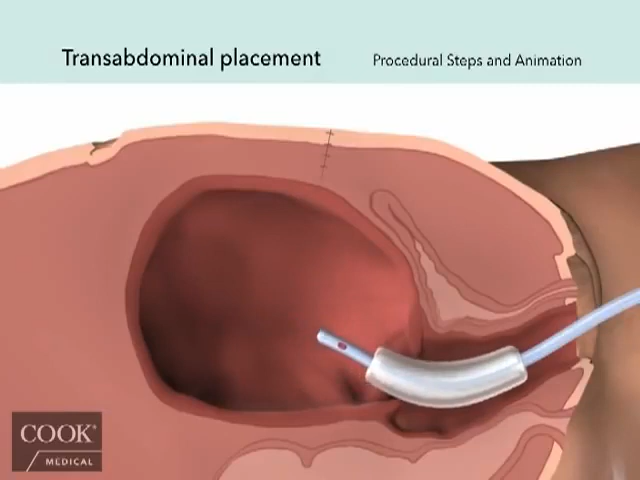 Transabdominal placement
Procedural Steps and Animation
COOK®
MEDICAL